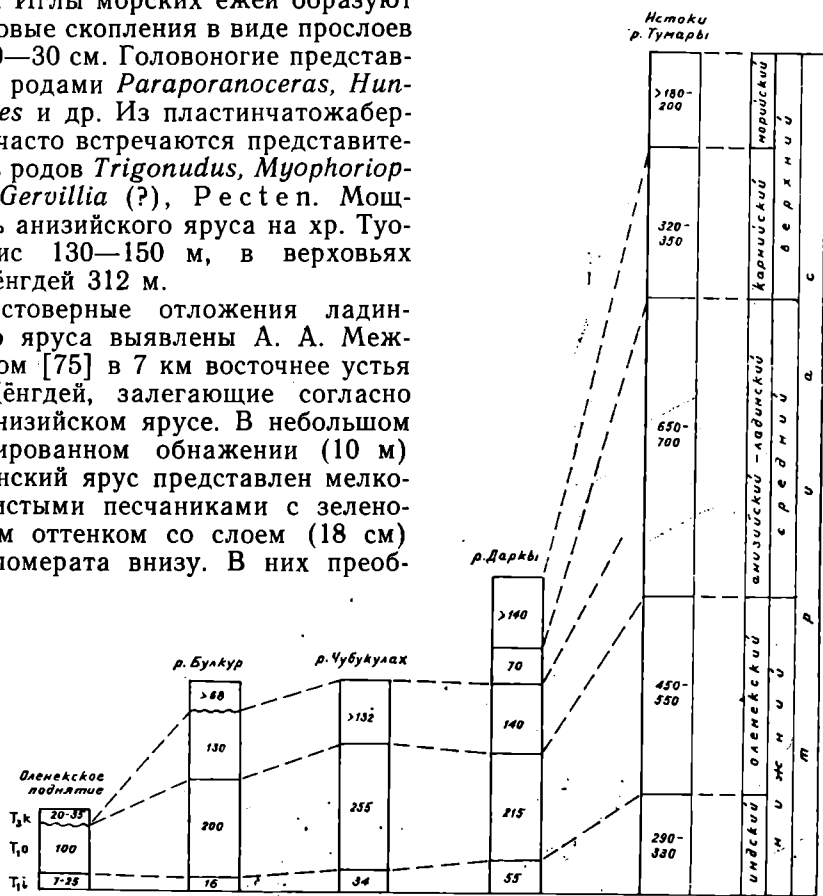 Иглы морских ежей образуют
овые скопления в виде прослоев
0—30 см. Головоногие представ-
родами Paraporanoceras, Hun-
es и др. Из пластинчатожабер-
часто встречаются представите-
родов Trigonudus, Myophoriop-
Gervillia (?), Pecten. Мощ-
ь анизийского яруса на хр. Туо-
ис 130—150 м, в верховьях
ёнгдей 312 м.
стоверные отложения ладин-
о яруса выявлены А. А. Меж-
ом [75] в 7 км восточнее устья
ёнгдей, залегающие согласно
низийском ярусе. В небольшом
ированном обнажении (10 м)
нский ярус представлен мелко-
истыми песчаниками с зелено-
м оттенком со слоем (18 см)
ломерата внизу. В них преоб-
Истоки
р. Тумары
>180-
200
320-
350
650-
700
450-
550
290-
330
норийский
карнийский
анизийский-ладинский
оленекский
индский
верхний
средний
нижний
триас
р. Даркы
>140
70
140
215
55
р. Чубукулах
>132
255
34
р. Булкур
>68
130
200
16
Оленекское
поднятие
T₃k
20-35
T₁o
100
T₁i
7-25